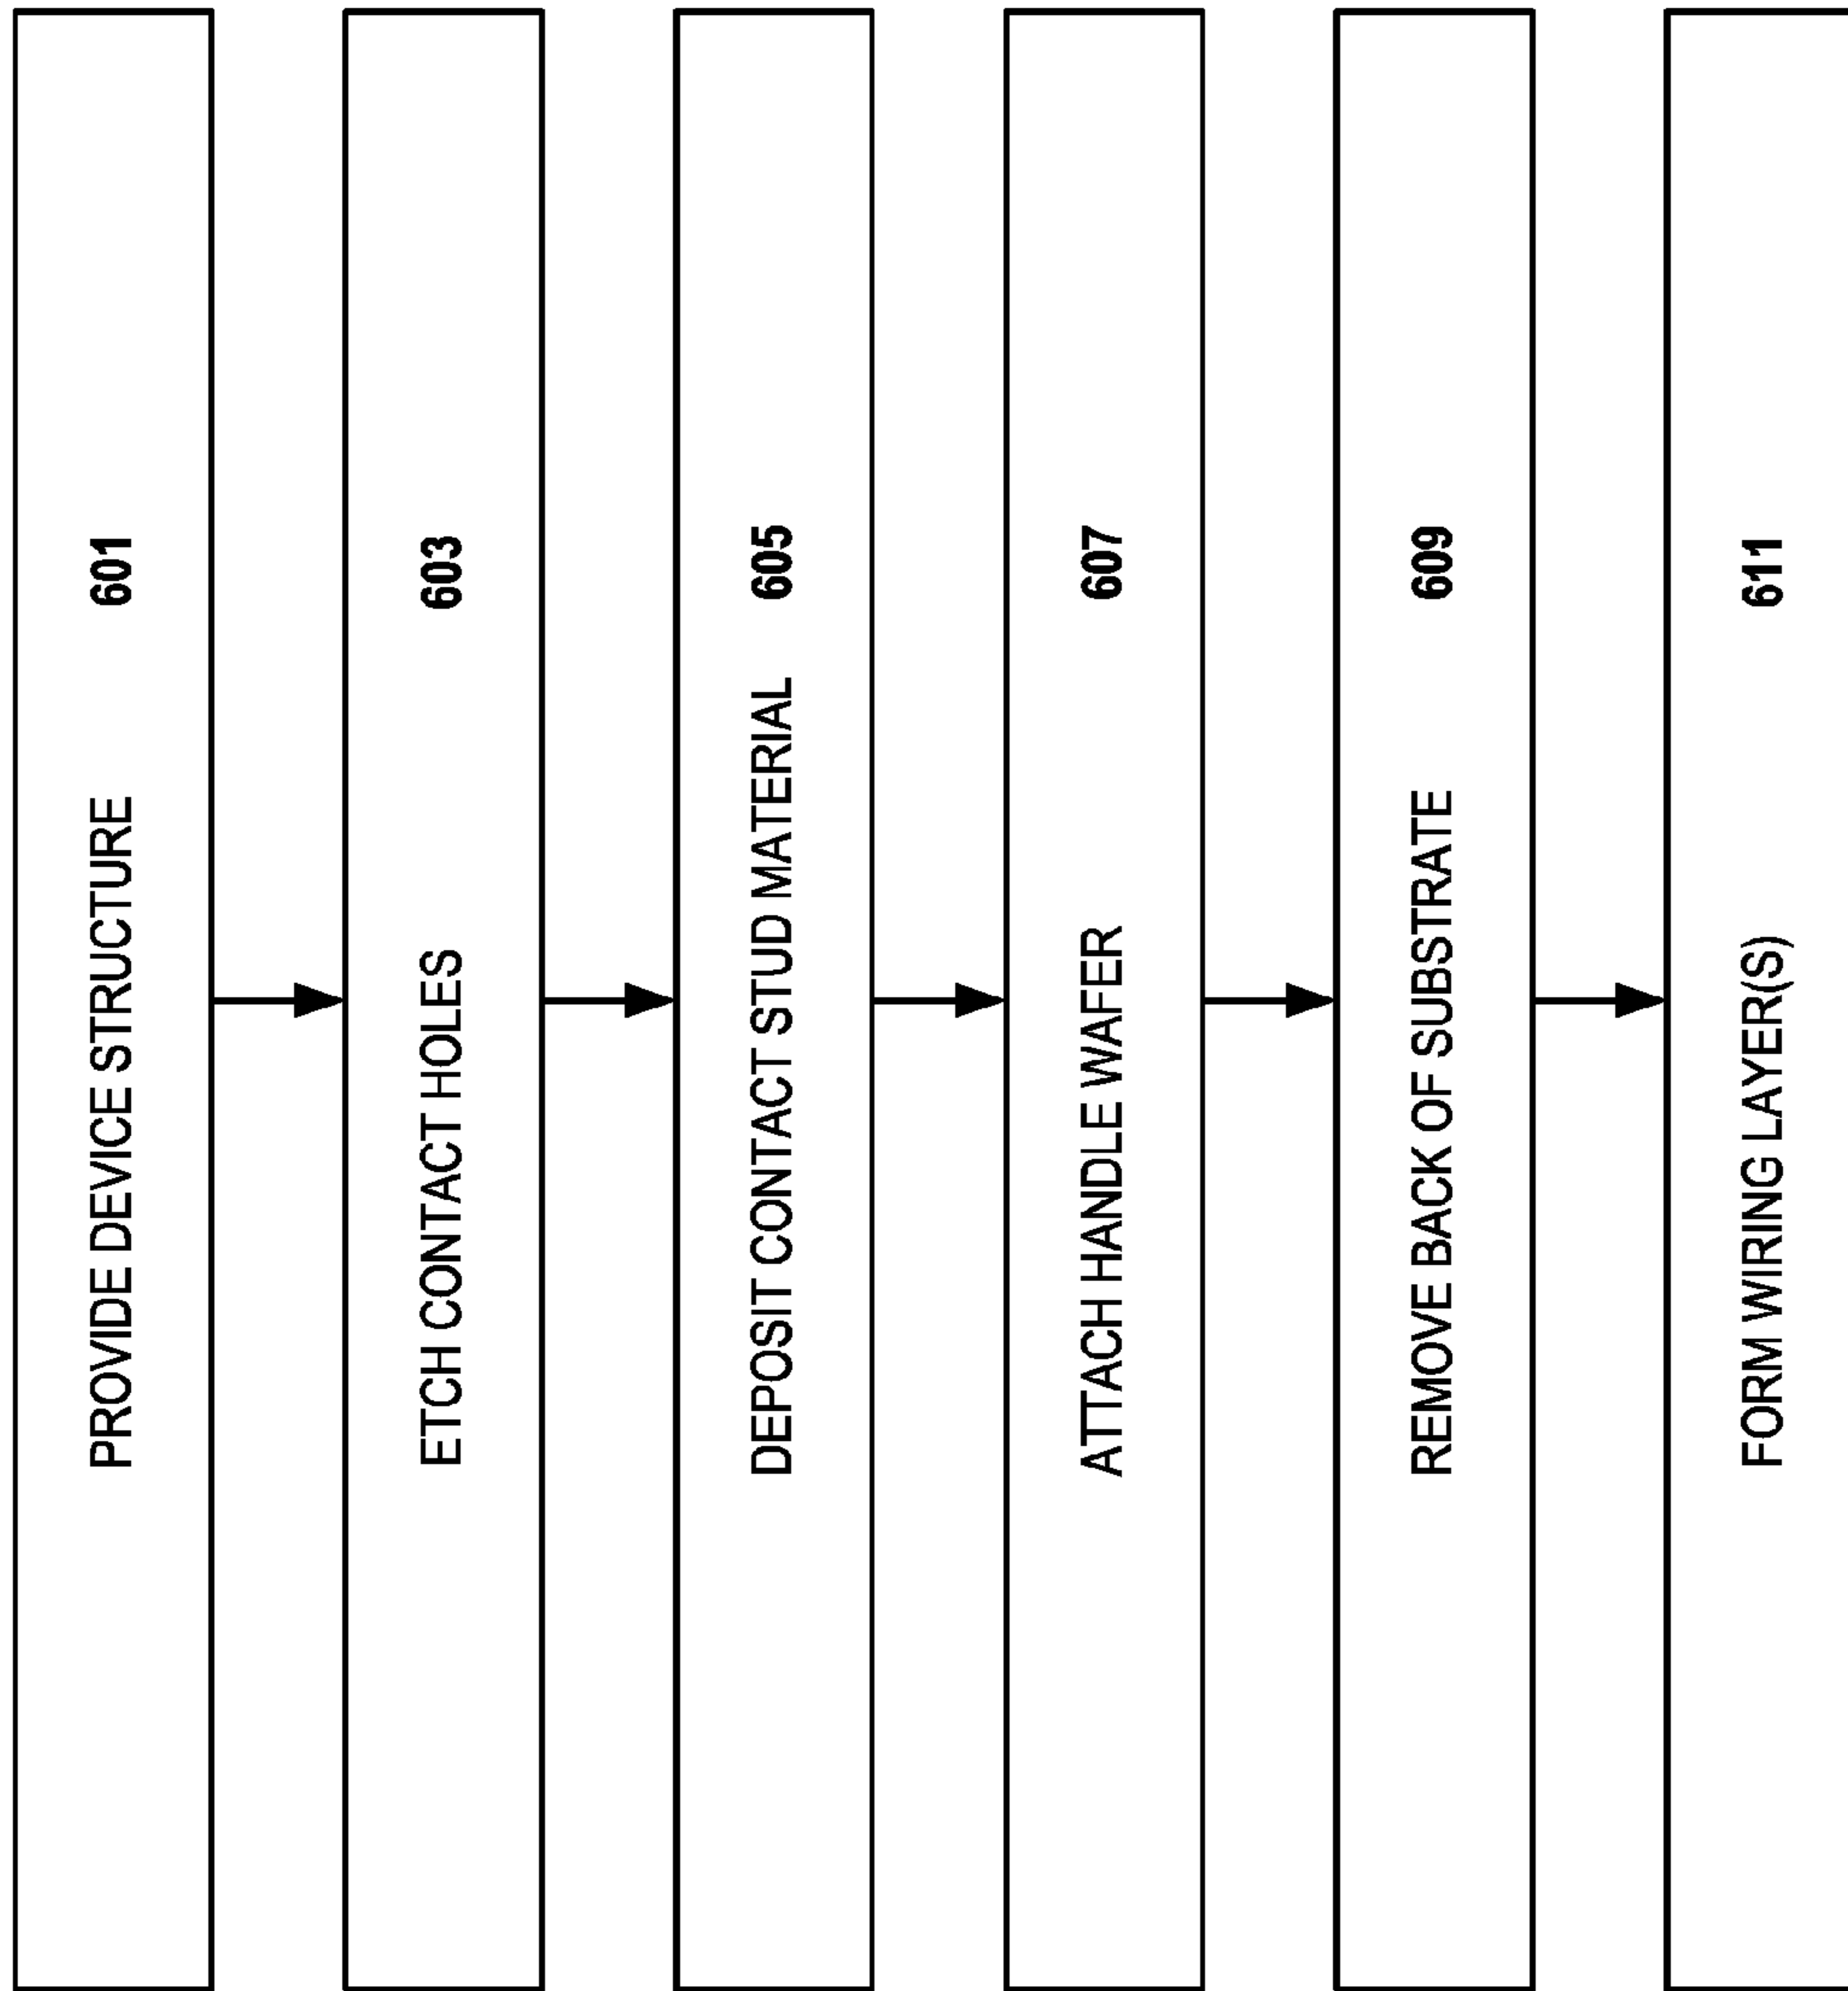 PROVIDE DEVICE STRUCTURE 601
ETCH CONTACT HOLES 603
DEPOSIT CONTACT STUD MATERIAL 605
ATTACH HANDLE WAFER 607
REMOVE BACK OF SUBSTRATE 609
FORM WIRING LAYER(S) 611